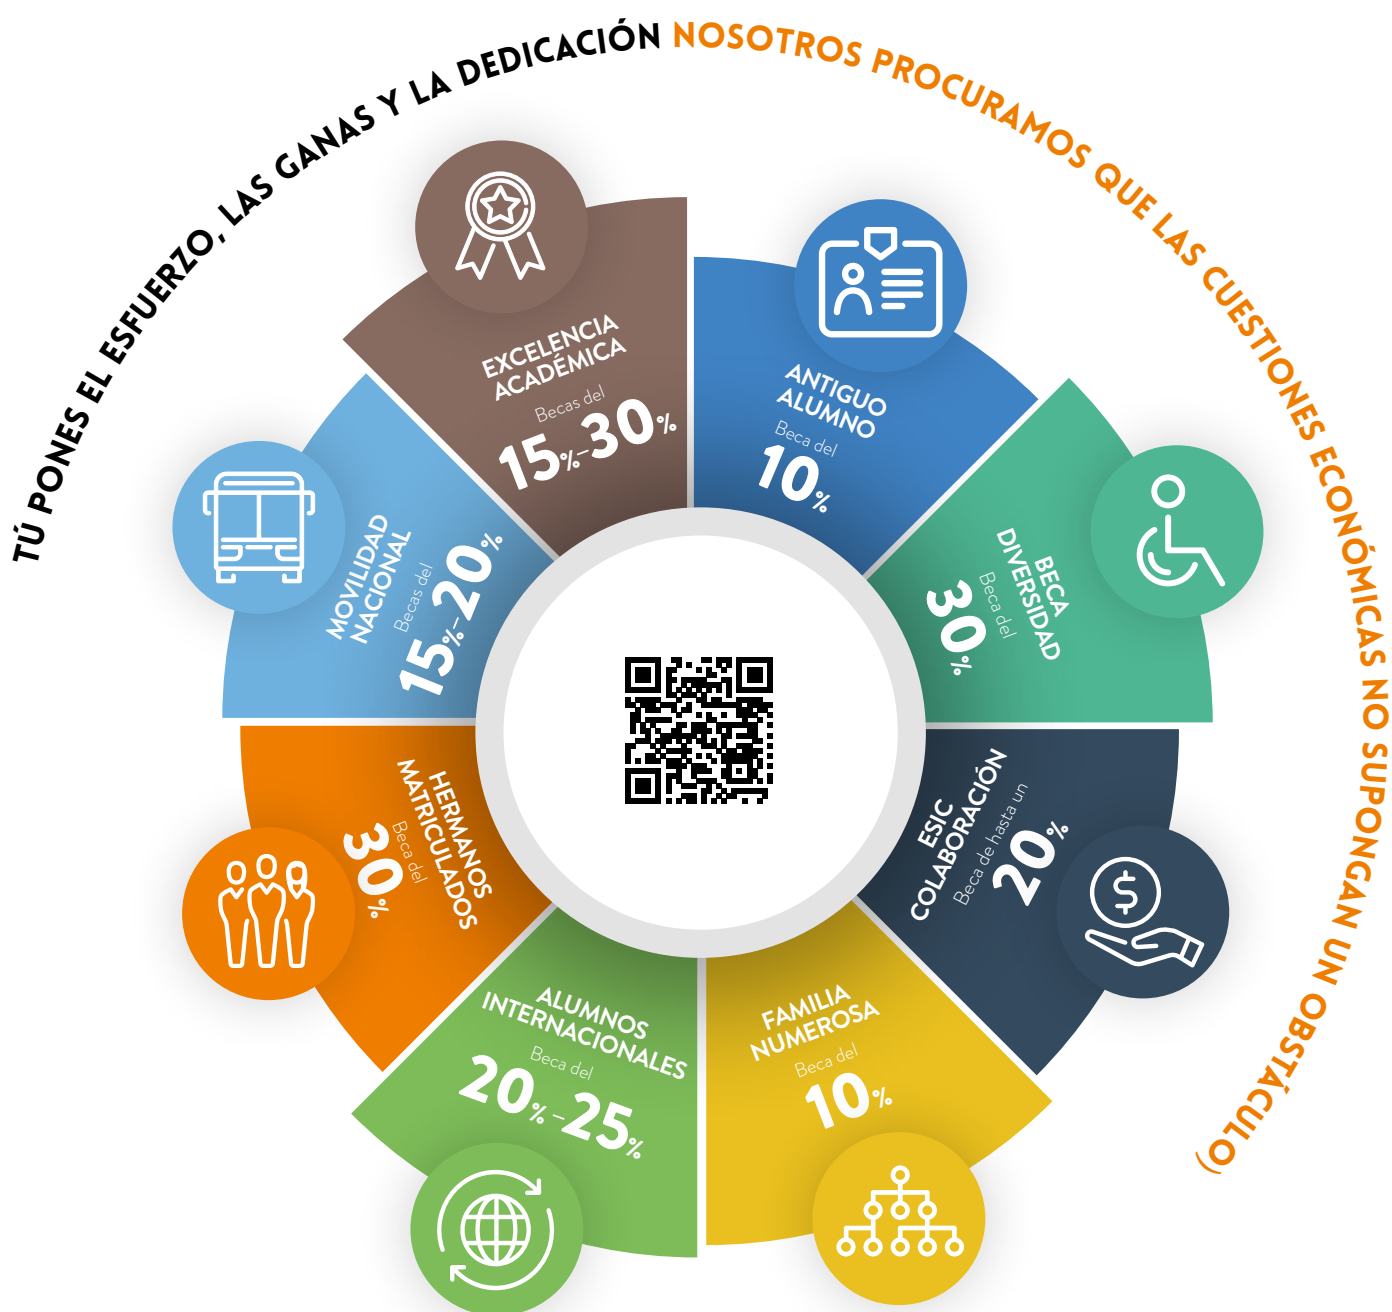 TÚ PONES EL ESFUERZO, LAS GANAS Y LA DEDICACIÓN NOSOTROS PROCURAMOS QUE LAS CUESTIONES ECONÓMICAS NO SUPONGAN UN OBSTÁCULO)
EXCELENCIA
ACADÉMICA
Becas del
15%-30%
ANTIGUO
ALUMNO
Beca del
10%
BECA
DIVERSIDAD
Beca del
30%
ESIC
COLABORACIÓN
Beca de hasta un
20%
FAMILIA
NUMEROSA
Beca del
10%
ALUMNOS
INTERNACIONALES
Beca del
20%-25%
HERMANOS
MATRICULADOS
Beca del
30%
MOVILIDAD
NACIONAL
Becas del
15%-20%